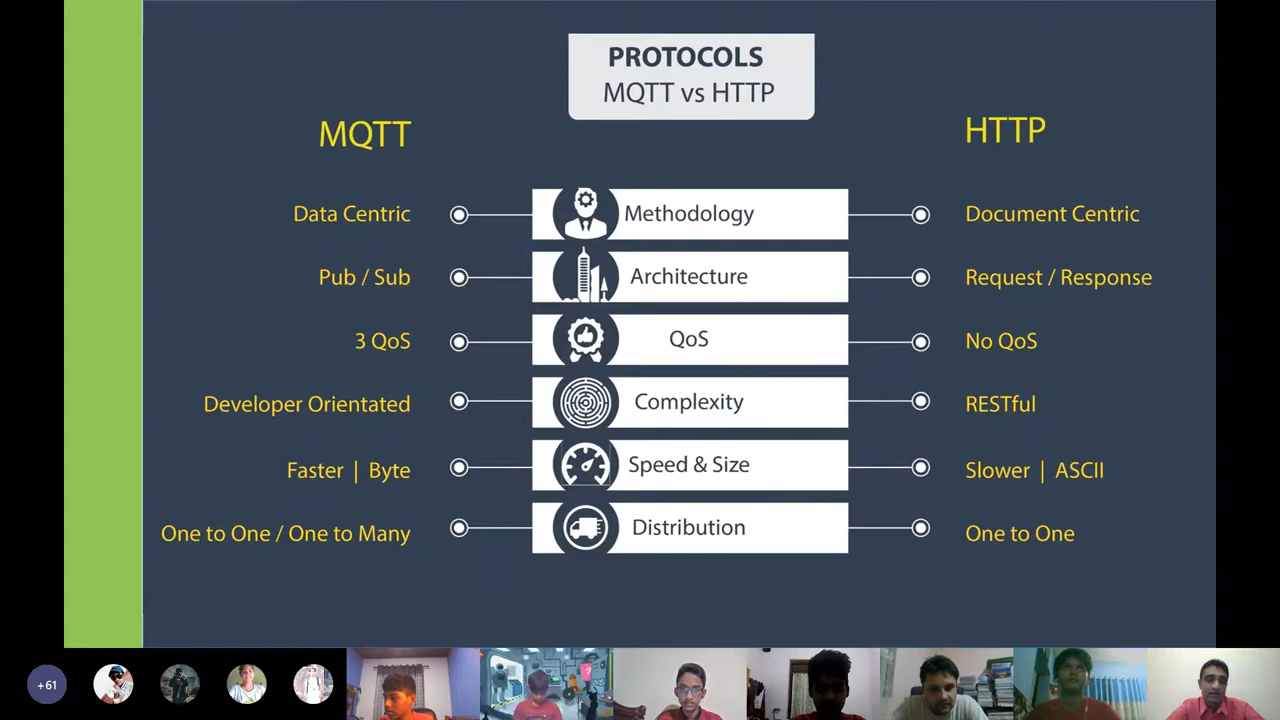 PROTOCOLS
MQTT vs HTTP
MQTT
HTTP
Data Centric
Methodology
Document Centric
Pub / Sub
Architecture
Request / Response
3 QoS
QoS
No QoS
Developer Orientated
Complexity
RESTful
Faster | Byte
Speed & Size
Slower | ASCII
One to One / One to Many
Distribution
One to One
+61